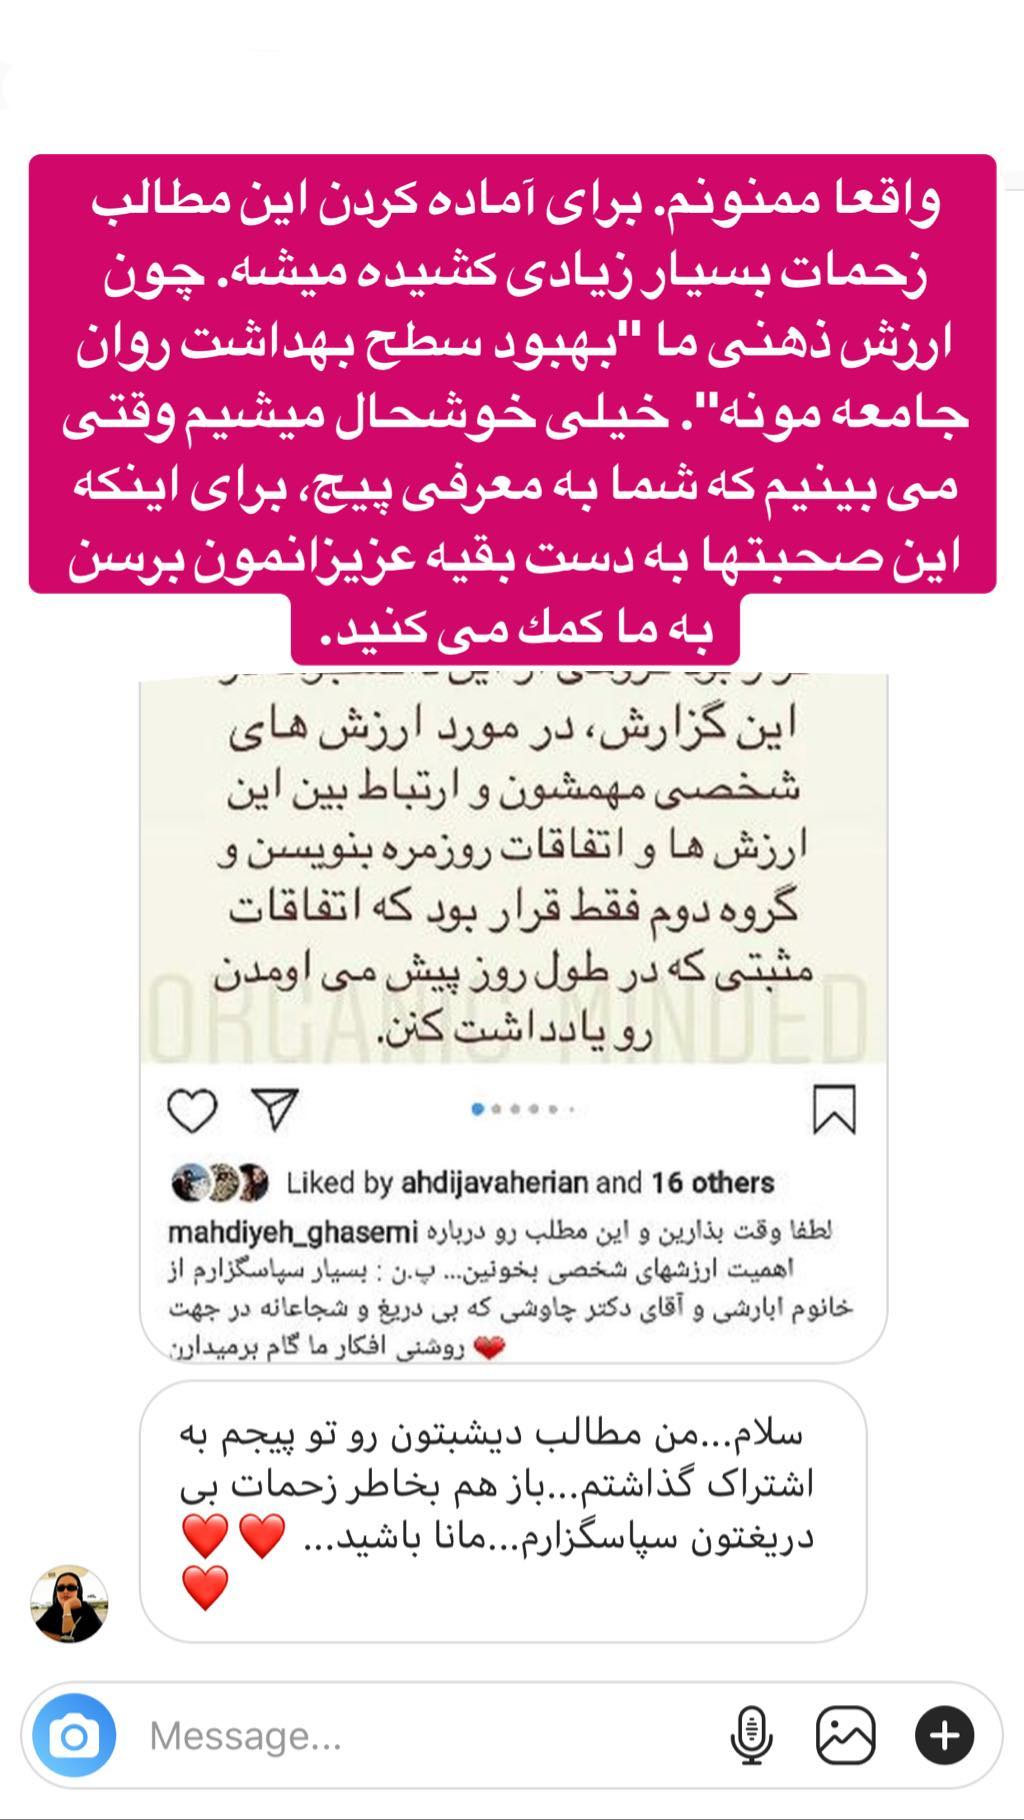 واقعا ممنونم. برای آماده کردن این مطالب
زحمات بسیار زیادی کشیده میشه. چون
ارزش ذهنی ما "بهبود سطح بهداشت روان
جامعه مونه". خیلی خوشحال میشیم وقتی
می بینیم که شما به معرفی پیج، برای اینکه
این صحبتها به دست بقیه عزیزانمون برسن
به ما کمك می کنید.
این گزارش، در مورد ارزش های
شخصی مهمشون و ارتباط بین این
ارزش ها و اتفاقات روزمره بنویسن و
گروه دوم فقط قرار بود که اتفاقات
مثبتی که در طول روز پیش می اومدن
رو یادداشت کنن.
ORGANIC MINDED
Liked by ahdijavaherian and 16 others
mahdiyeh_ghasemi لطفا وقت بذارین و این مطلب رو درباره
اهمیت ارزشهای شخصی بخونین... پ.ن : بسیار سپاسگزارم از
خانوم ابارشی و آقای دکتر چاوشی که بی دریغ و شجاعانه در جهت
روشنی افکار ما گام برمیدارن ❤
سلام...من مطالب دیشبتون رو تو پیجم به
اشتراک گذاشتم...باز هم بخاطر زحمات بی
دریغتون سپاسگزارم...مانا باشید... ❤️❤️
❤️
Message...